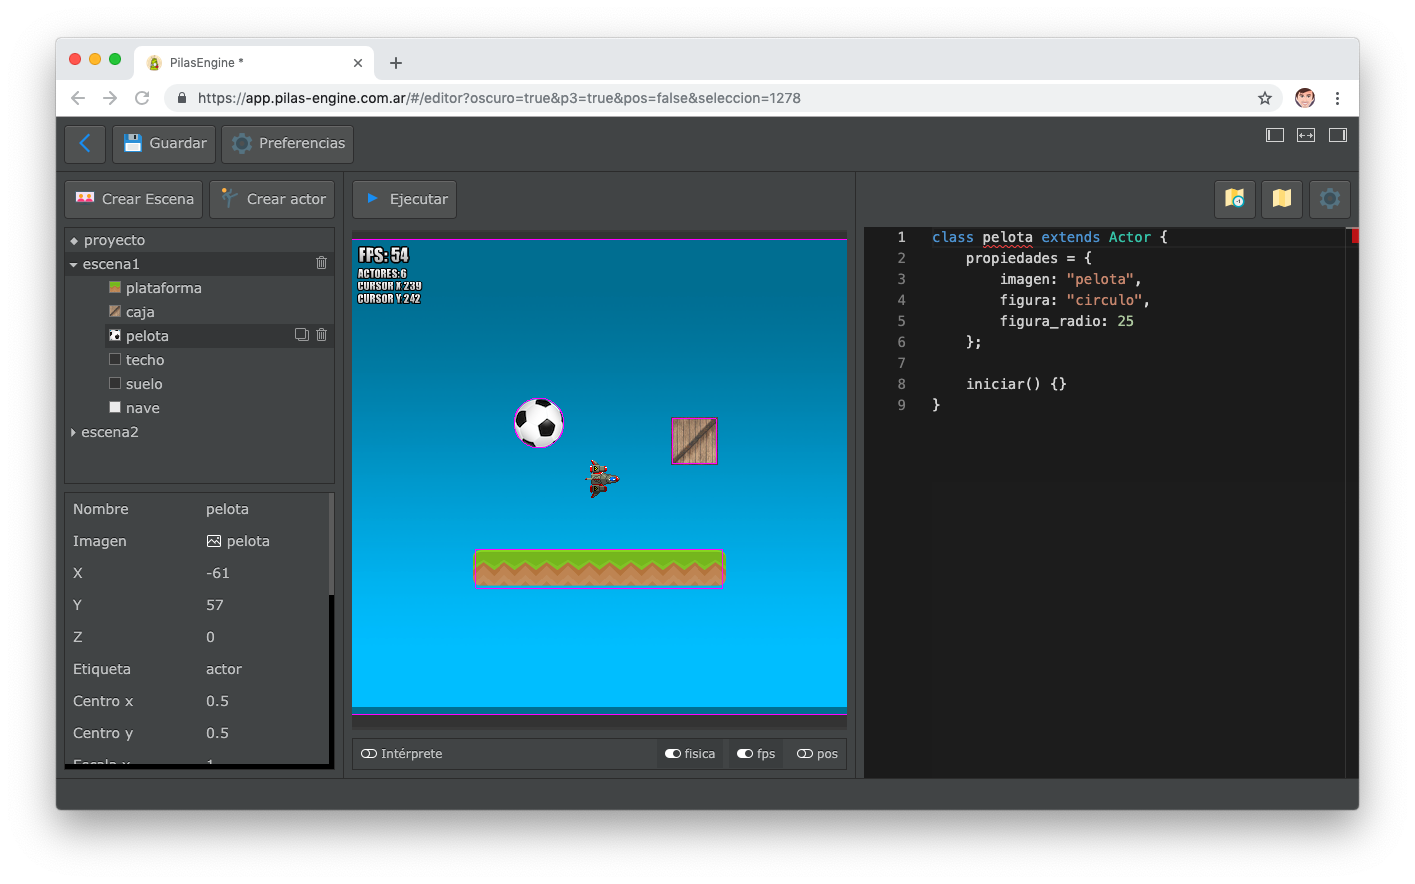 PilasEngine *
https://app.pilas-engine.com.ar/#/editor?oscuro=true&p3=true&pos=false&seleccion=1278
Guardar
Preferencias
Crear Escena
Crear actor
Ejecutar
proyecto
escena1
plataforma
caja
pelota
techo
suelo
nave
escena2
Nombre pelota
Imagen pelota
X -61
Y 57
Z 0
Etiqueta actor
Centro x 0.5
Centro y 0.5
Escala x 1
FPS: 54
ACTORES:6
CURSOR X 239
CURSOR Y 242
Intérprete
fisica
fps
pos
1 class pelota extends Actor {
2 propiedades = {
3 imagen: "pelota",
4 figura: "circulo",
5 figura_radio: 25
6 };
7
8 iniciar() {}
9 }